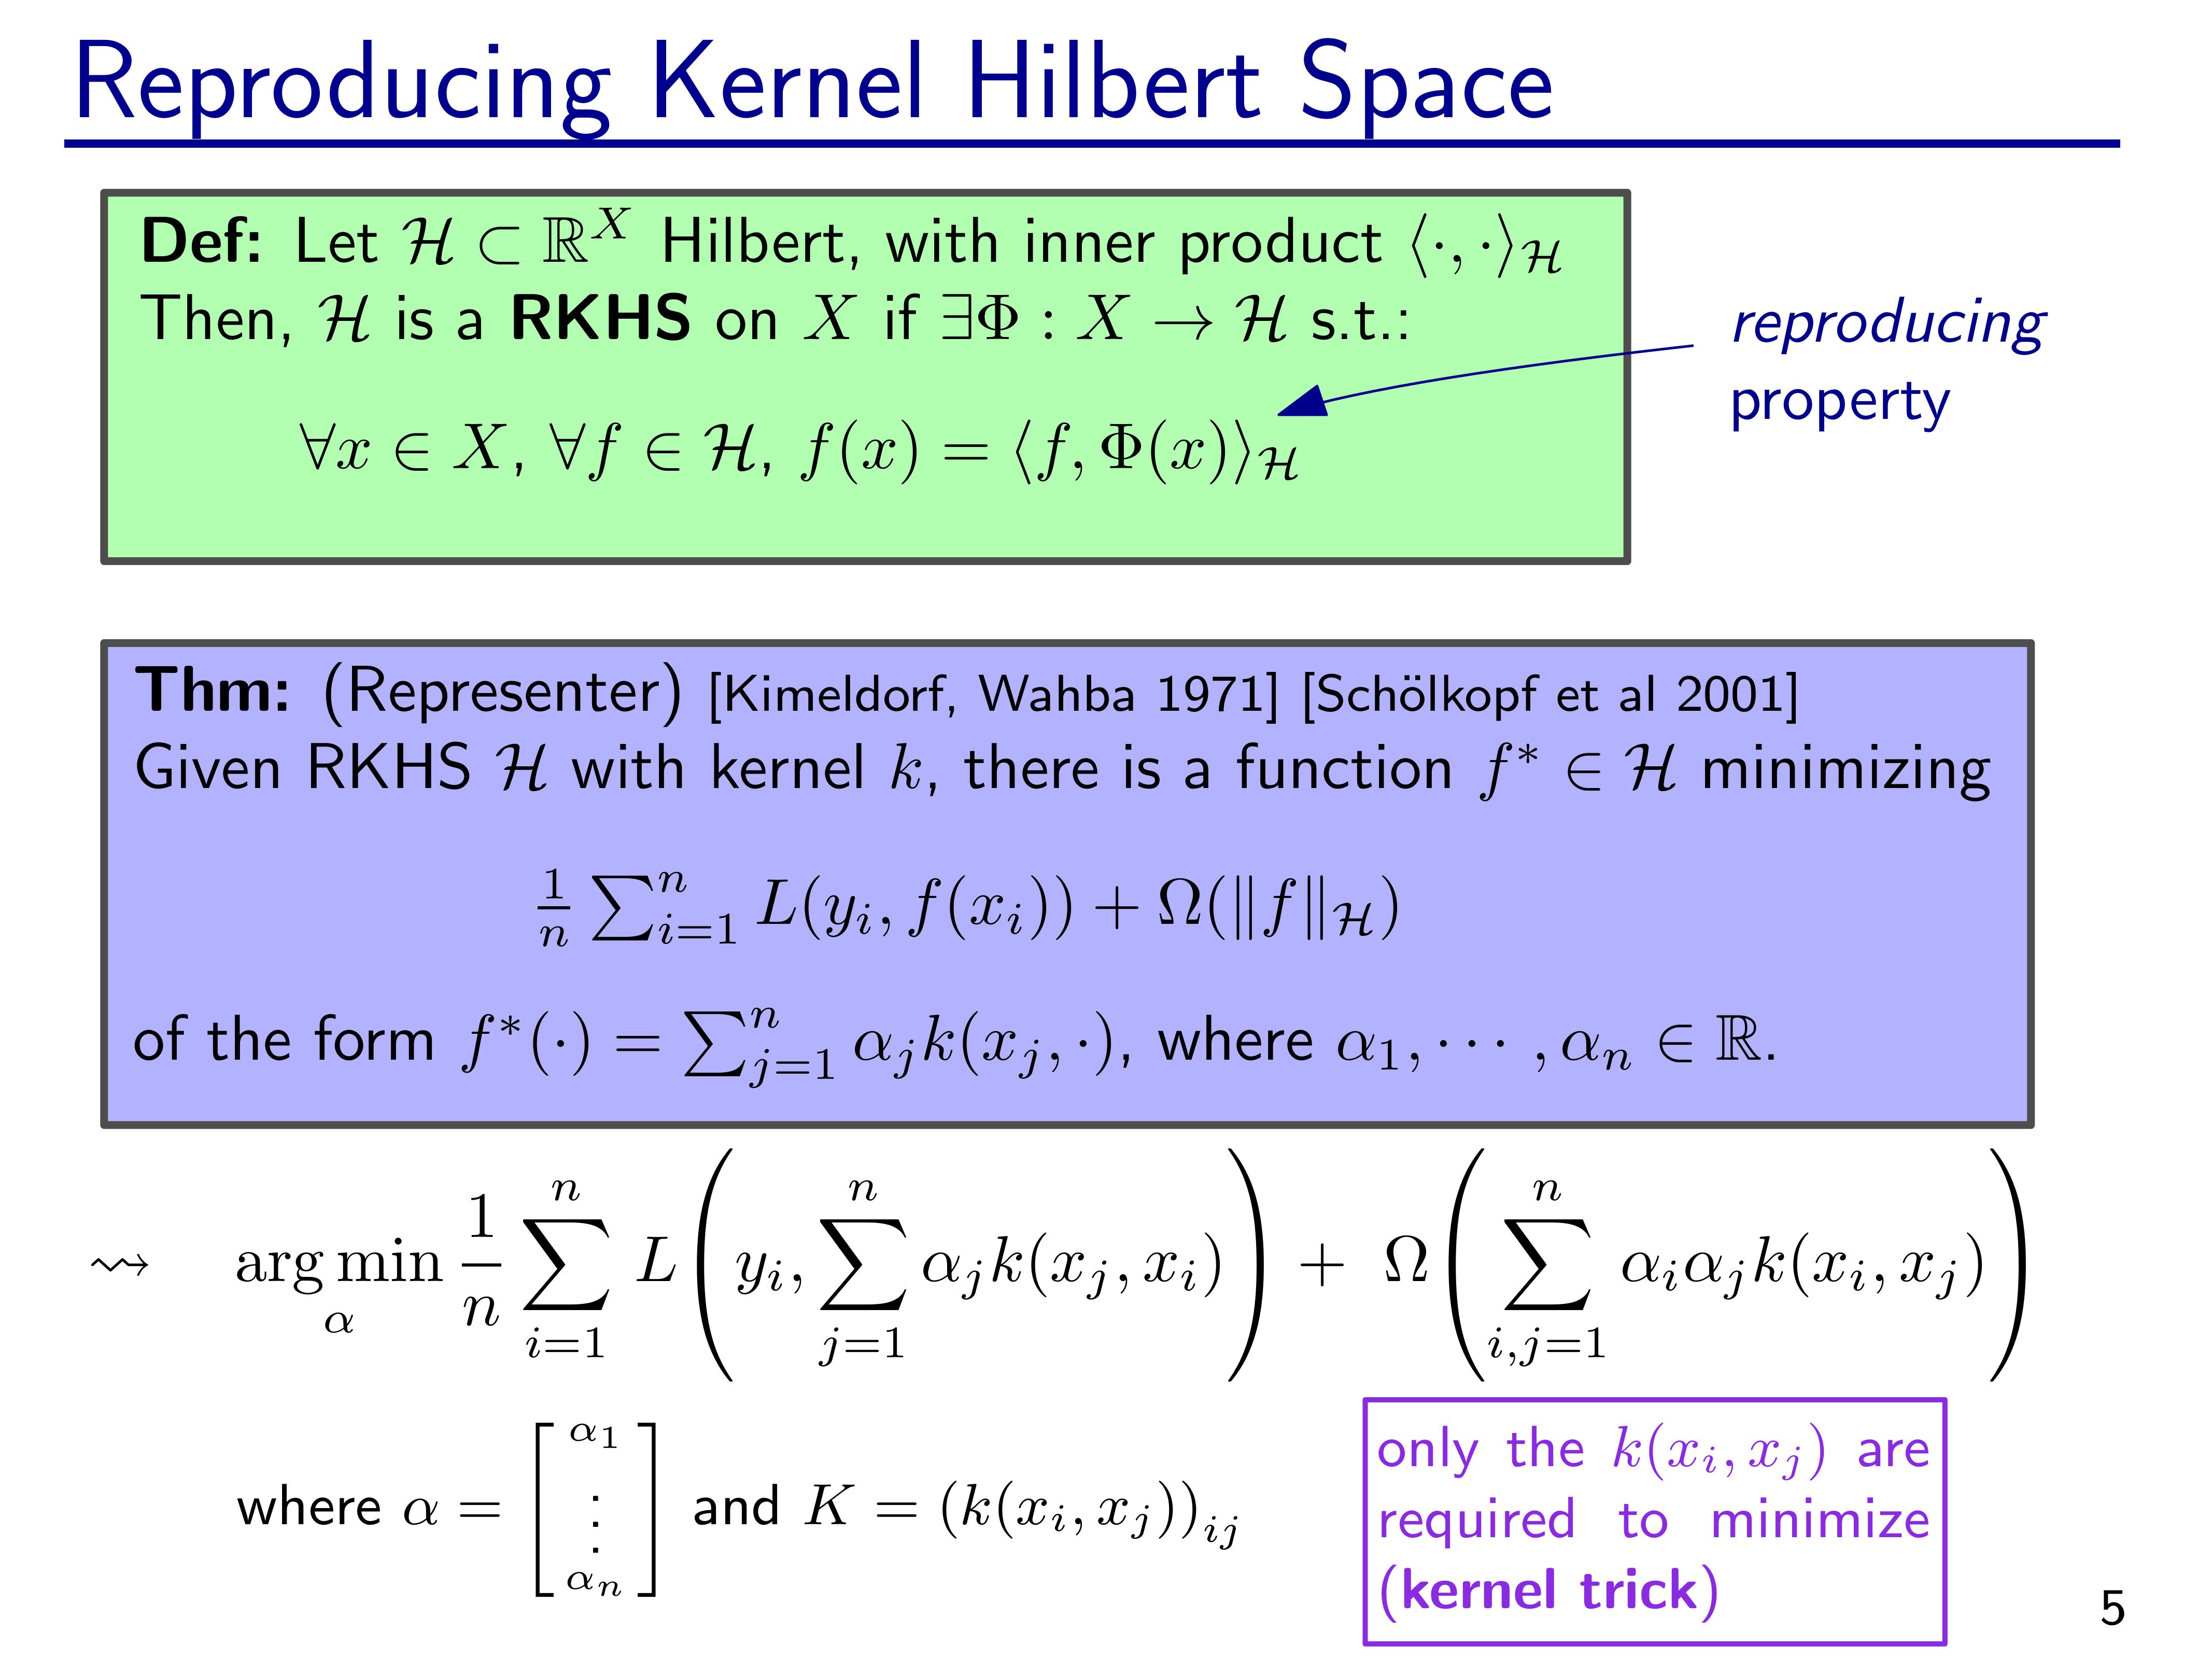 Reproducing Kernel Hilbert Space
Def: Let $\mathcal{H} \subset \mathbb{R}^X$ Hilbert, with inner product $\langle \cdot, \cdot \rangle_{\mathcal{H}}$
Then, $\mathcal{H}$ is a RKHS on $X$ if $\exists \Phi : X \to \mathcal{H}$ s.t.:
$\forall x \in X$, $\forall f \in \mathcal{H}$, $f(x) = \langle f, \Phi(x) \rangle_{\mathcal{H}}$
reproducing
property
Thm: (Representer) [Kimeldorf, Wahba 1971] [Schölkopf et al 2001]
Given RKHS $\mathcal{H}$ with kernel $k$, there is a function $f^* \in \mathcal{H}$ minimizing
$\frac{1}{n} \sum_{i=1}^n L(y_i, f(x_i)) + \Omega(\|f\|_{\mathcal{H}})$
of the form $f^*(\cdot) = \sum_{j=1}^n \alpha_j k(x_j, \cdot)$, where $\alpha_1, \cdots, \alpha_n \in \mathbb{R}$.
$\rightsquigarrow \quad \underset{\alpha}{\arg\min} \frac{1}{n} \sum_{i=1}^n L \left( y_i, \sum_{j=1}^n \alpha_j k(x_j, x_i) \right) + \Omega \left( \sum_{i,j=1}^n \alpha_i \alpha_j k(x_i, x_j) \right)$
where $\alpha = \begin{bmatrix} \alpha_1 \\ \vdots \\ \alpha_n \end{bmatrix}$ and $K = (k(x_i, x_j))_{ij}$
only the $k(x_i, x_j)$ are
required to minimize
(kernel trick)
5